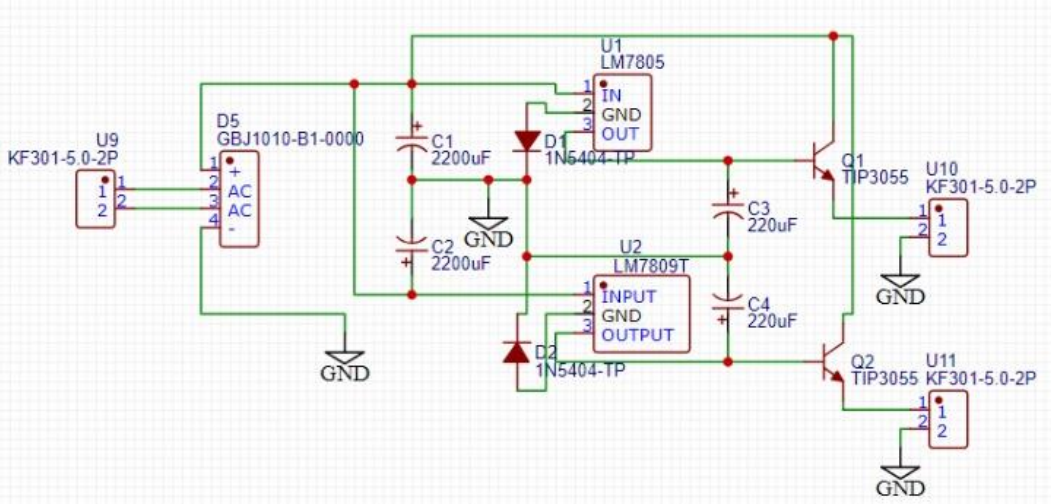 U1
LM7805
1
IN
2
GND
3
OUT
D5
GBJ1010-B1-0000
1
+
2
AC
3
AC
4
-
U9
KF301-5.0-2P
1
1
2
2
+
C1
2200uF
D1
1N5404-TP
Q1
TIP3055
U10
KF301-5.0-2P
1
1
2
2
+
C3
220uF
GND
C2
2200uF
+
U2
LM7809T
1
INPUT
2
GND
3
OUTPUT
GND
C4
220uF
+
D2
1N5404-TP
GND
Q2
TIP3055
U11
KF301-5.0-2P
1
1
2
2
GND